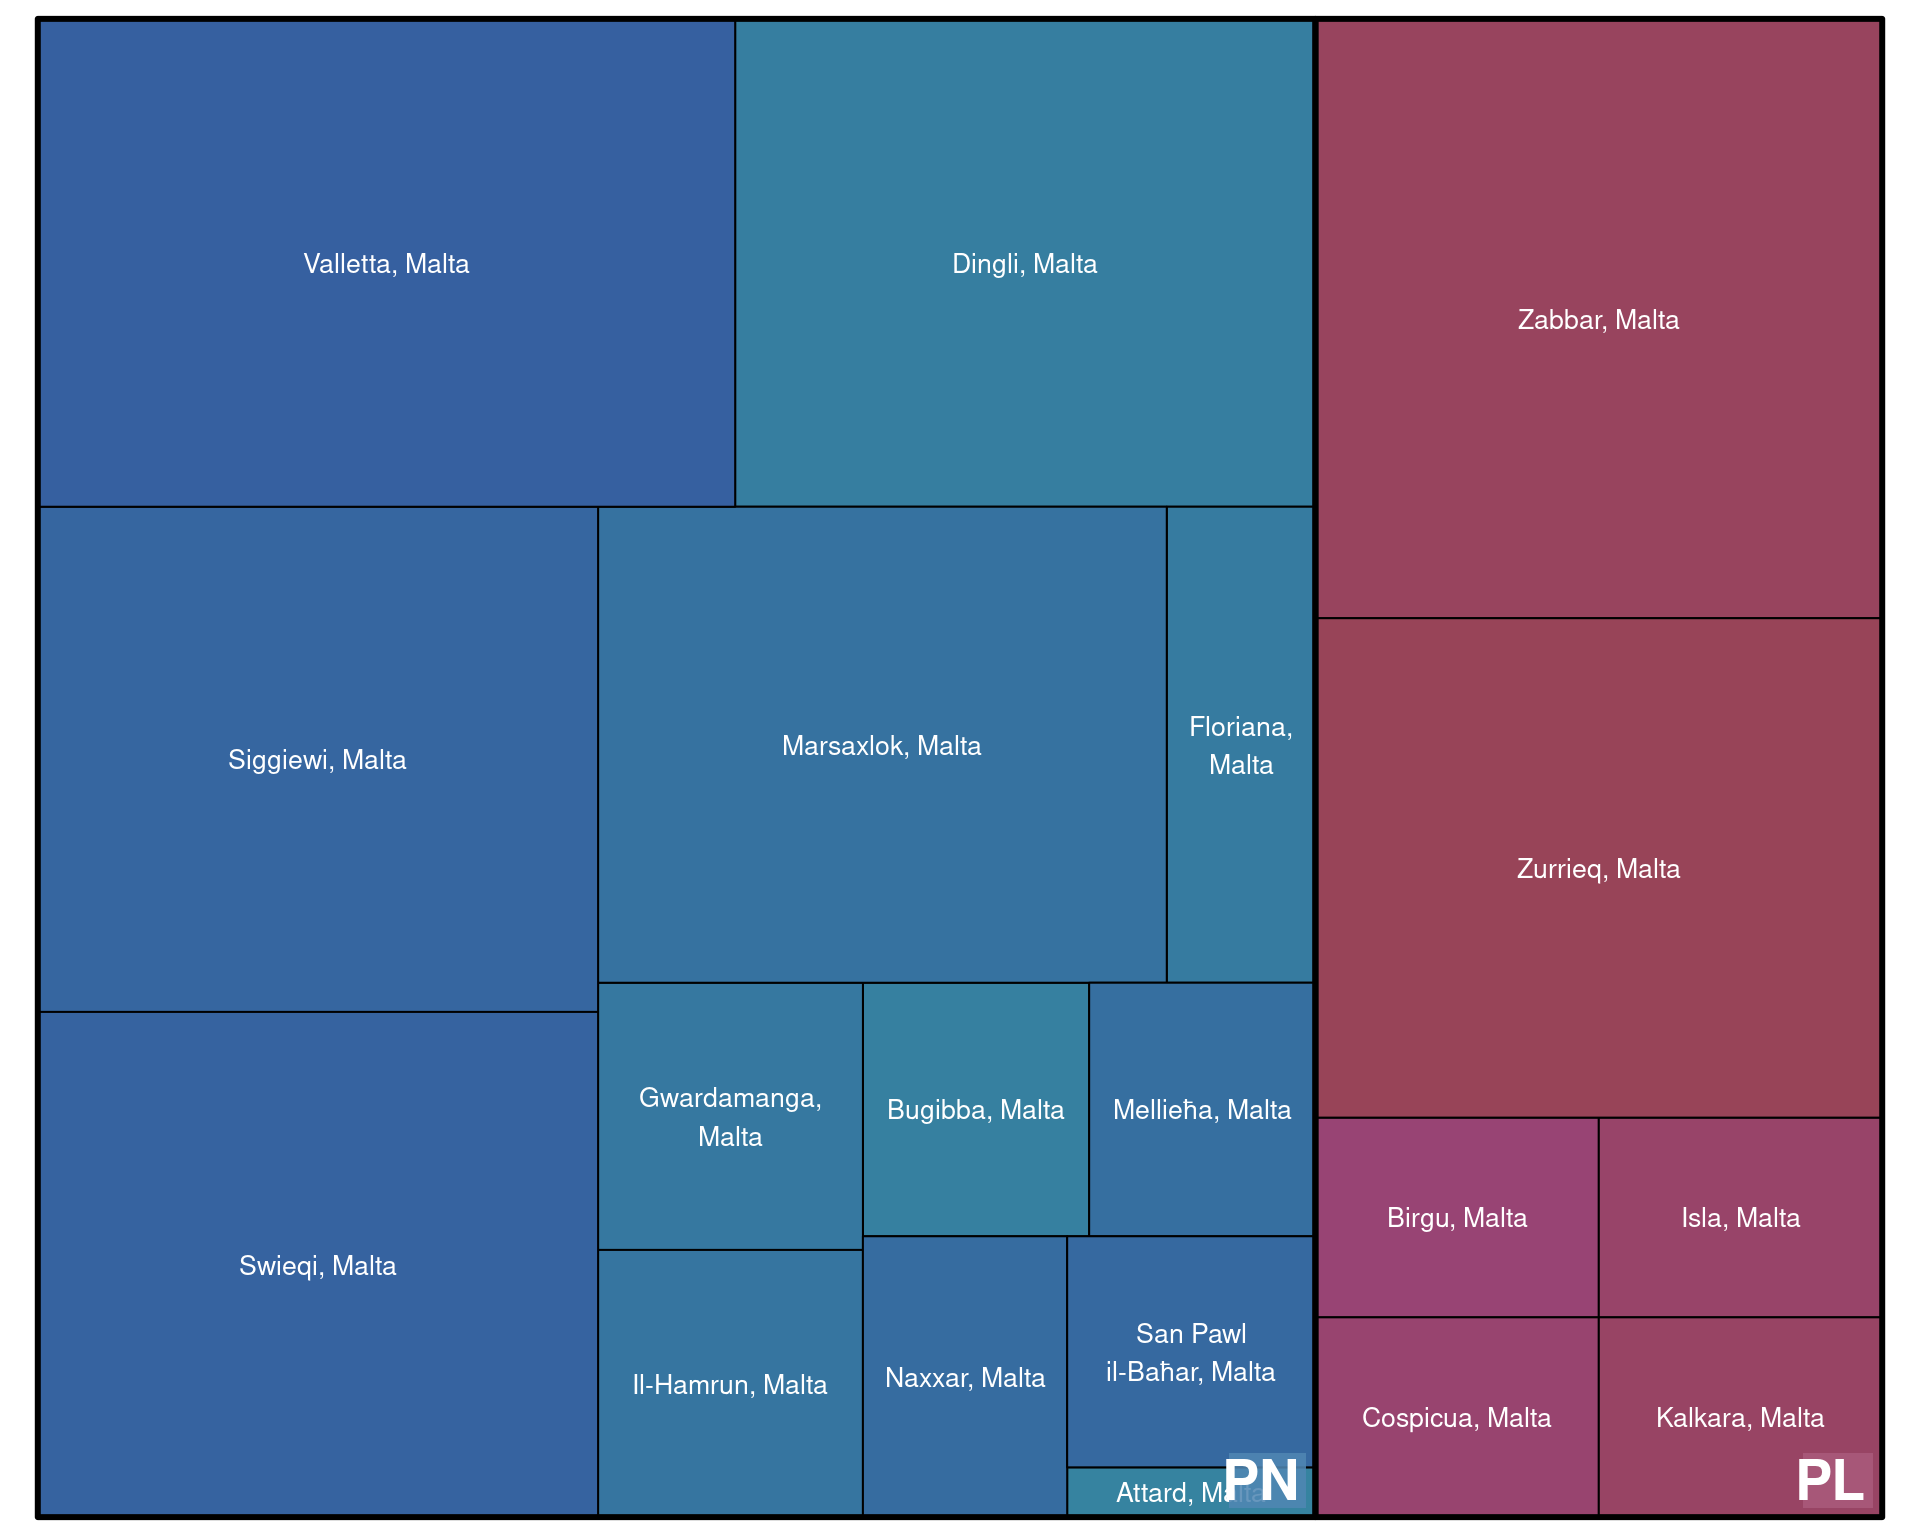 Valletta, Malta
Dingli, Malta
Zabbar, Malta
Siggiewi, Malta
Marsaxlok, Malta
Floriana,
Malta
Zurrieq, Malta
Swieqi, Malta
Gwardamanga,
Malta
Bugibba, Malta
Mellieħa, Malta
Il-Hamrun, Malta
Naxxar, Malta
San Pawl
il-Baħar, Malta
Attard, Malta
PN
Birgu, Malta
Isla, Malta
Cospicua, Malta
Kalkara, Malta
PL